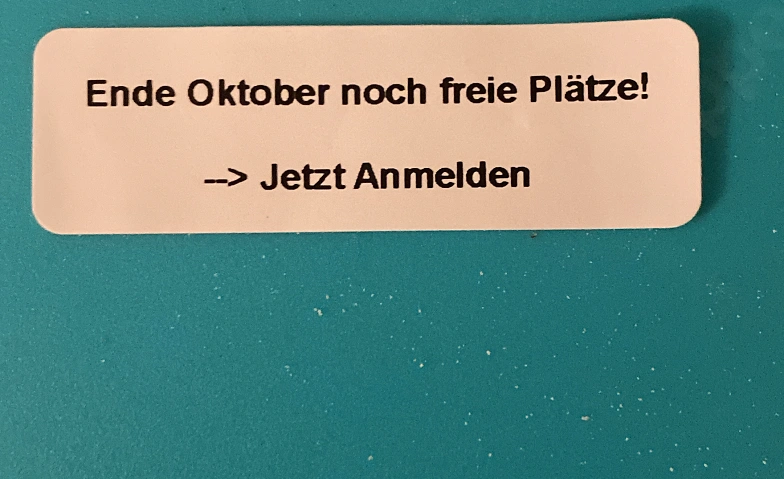 Ende Oktober noch freie Plätze!
--> Jetzt Anmelden